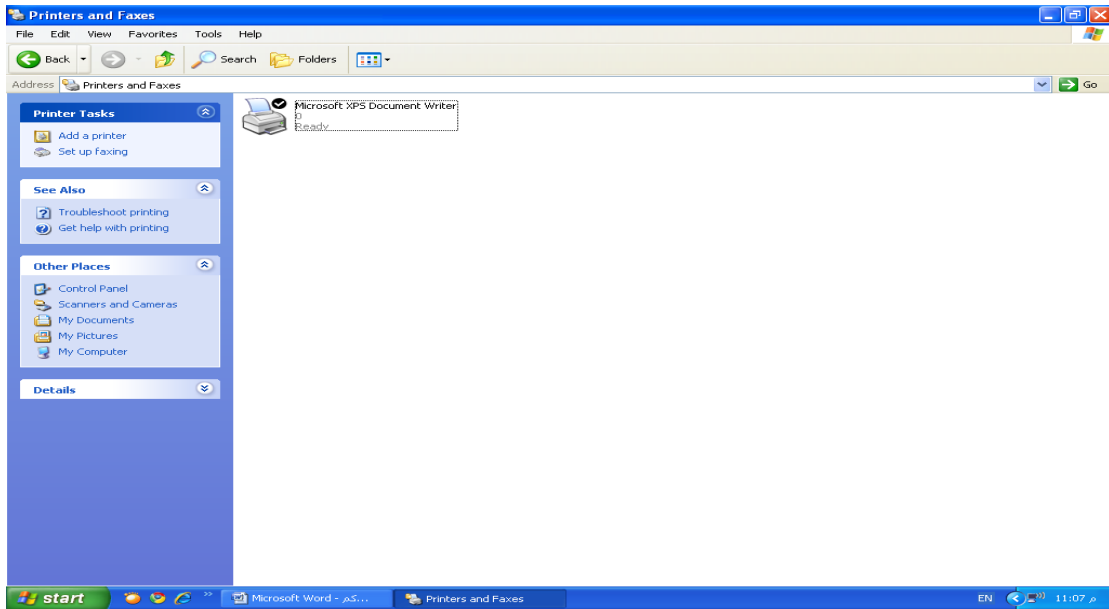 Printers and Faxes
File Edit View Favorites Tools Help
Back Search Folders
Address Printers and Faxes Go
Printer Tasks
Add a printer
Set up faxing
See Also
Troubleshoot printing
Get help with printing
Other Places
Control Panel
Scanners and Cameras
My Documents
My Pictures
My Computer
Details
Microsoft XPS Document Writer
0
Ready
start Microsoft Word - كم... Printers and Faxes EN 11:07 م